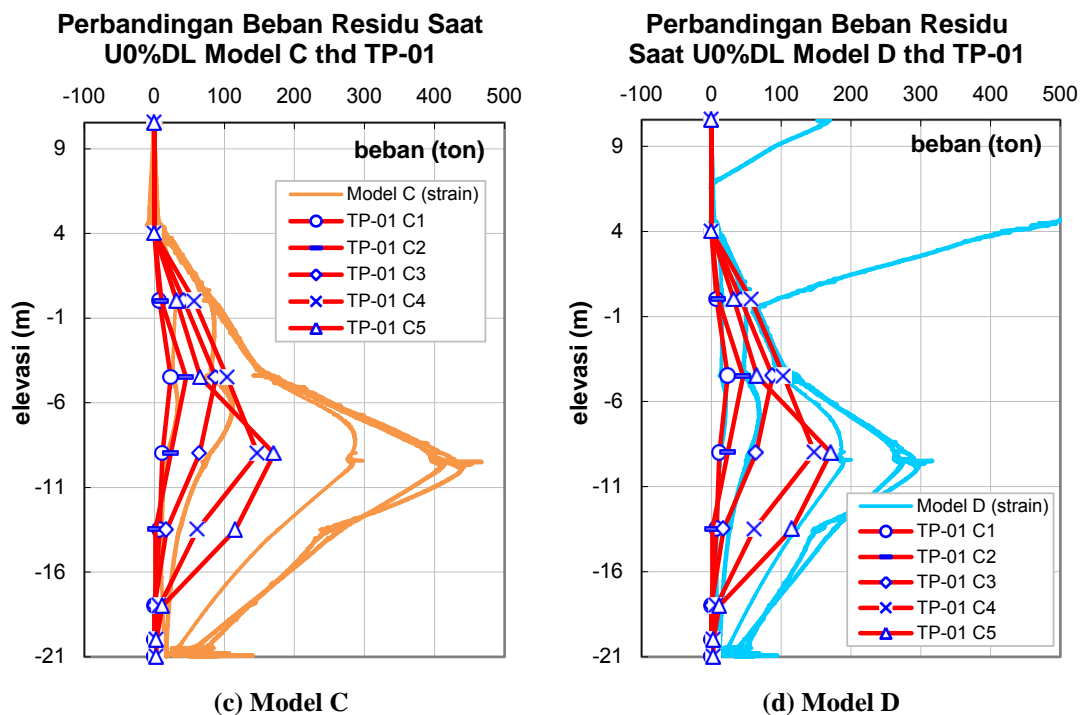 Perbandingan Beban Residu Saat
U0%DL Model C thd TP-01
-100 0 100 200 300 400 500
beban (ton)
9
4
-1
-6
-11
-16
-21
elevasi (m)
Model C (strain)
TP-01 C1
TP-01 C2
TP-01 C3
TP-01 C4
TP-01 C5
(c) Model C
Perbandingan Beban Residu
Saat U0%DL Model D thd TP-01
-100 0 100 200 300 400 500
beban (ton)
9
4
-1
-6
-11
-16
-21
elevasi (m)
Model D (strain)
TP-01 C1
TP-01 C2
TP-01 C3
TP-01 C4
TP-01 C5
(d) Model D